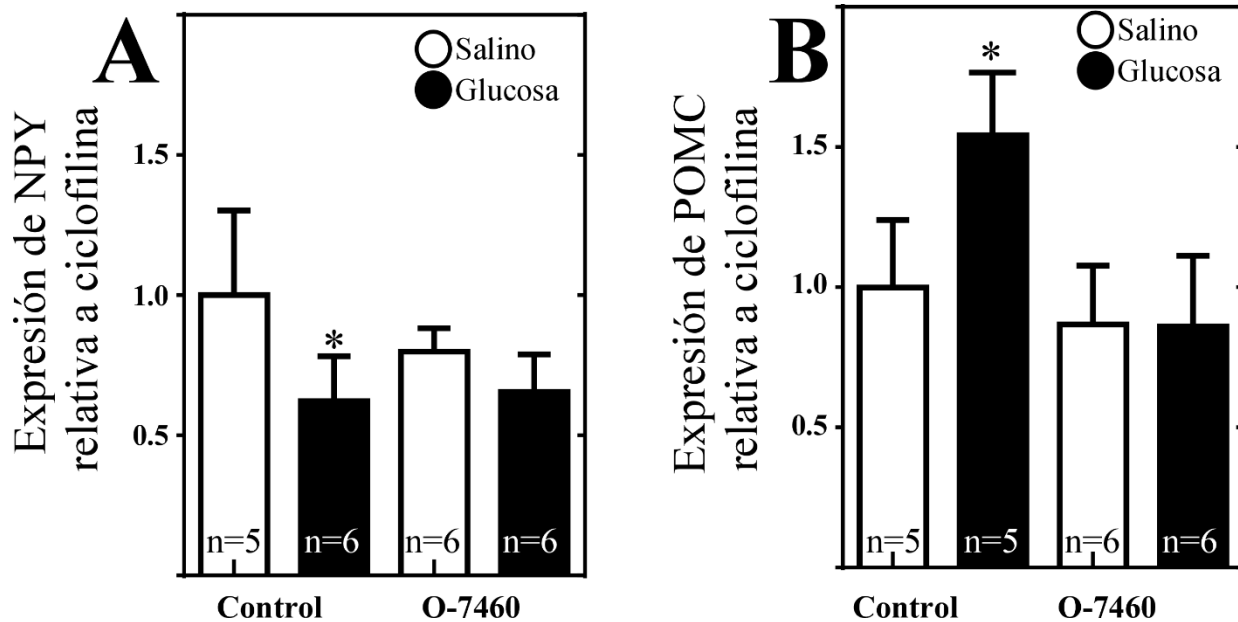 A
Salino
Glucosa
Expresión de NPY
relativa a ciclofilina
1.5
1.0
0.5
*
n=5
n=6
n=6
n=6
Control
O-7460
B
Salino
Glucosa
Expresión de POMC
relativa a ciclofilina
1.5
1.0
0.5
*
n=5
n=5
n=6
n=6
Control
O-7460